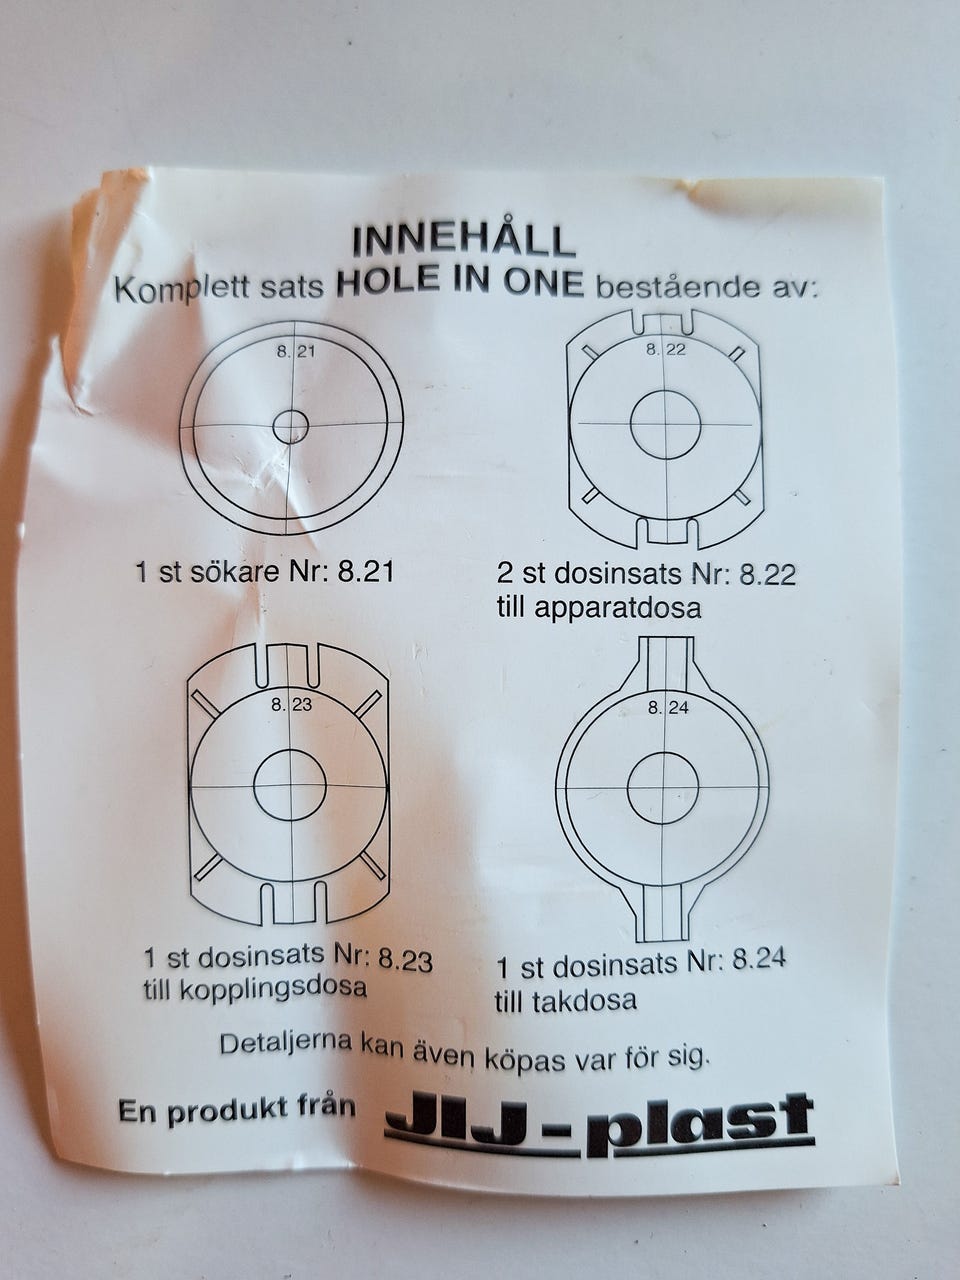 INNEHÅLL
Komplett sats HOLE IN ONE bestående av:
8. 21
8. 22
1 st sökare Nr: 8.21
2 st dosinsats Nr: 8.22
till apparatdosa
8. 23
8. 24
1 st dosinsats Nr: 8.23
till kopplingsdosa
1 st dosinsats Nr: 8.24
till takdosa
Detaljerna kan även köpas var för sig.
En produkt från JIJ-plast